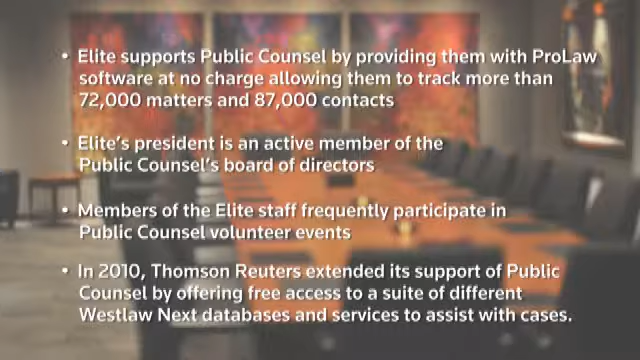 • Elite supports Public Counsel by providing them with ProLaw
software at no charge allowing them to track more than
72,000 matters and 87,000 contacts
• Elite's president is an active member of the
Public Counsel's board of directors
• Members of the Elite staff frequently participate in
Public Counsel volunteer events
• In 2010, Thomson Reuters extended its support of Public
Counsel by offering free access to a suite of different
Westlaw Next databases and services to assist with cases.